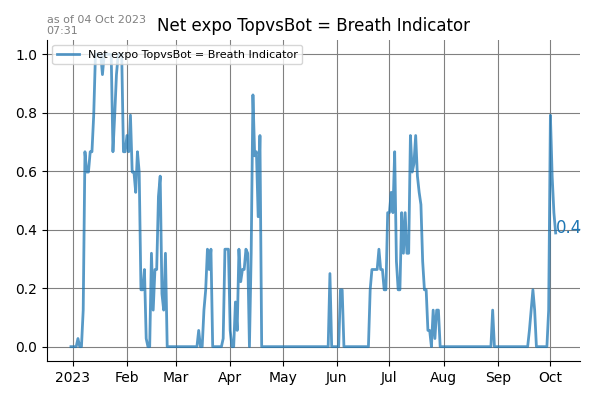 as of 04 Oct 2023
07:31
Net expo TopvsBot = Breath Indicator
Net expo TopvsBot = Breath Indicator
1.0
0.8
0.6
0.4
0.2
0.0
0.4
2023 Feb Mar Apr May Jun Jul Aug Sep Oct